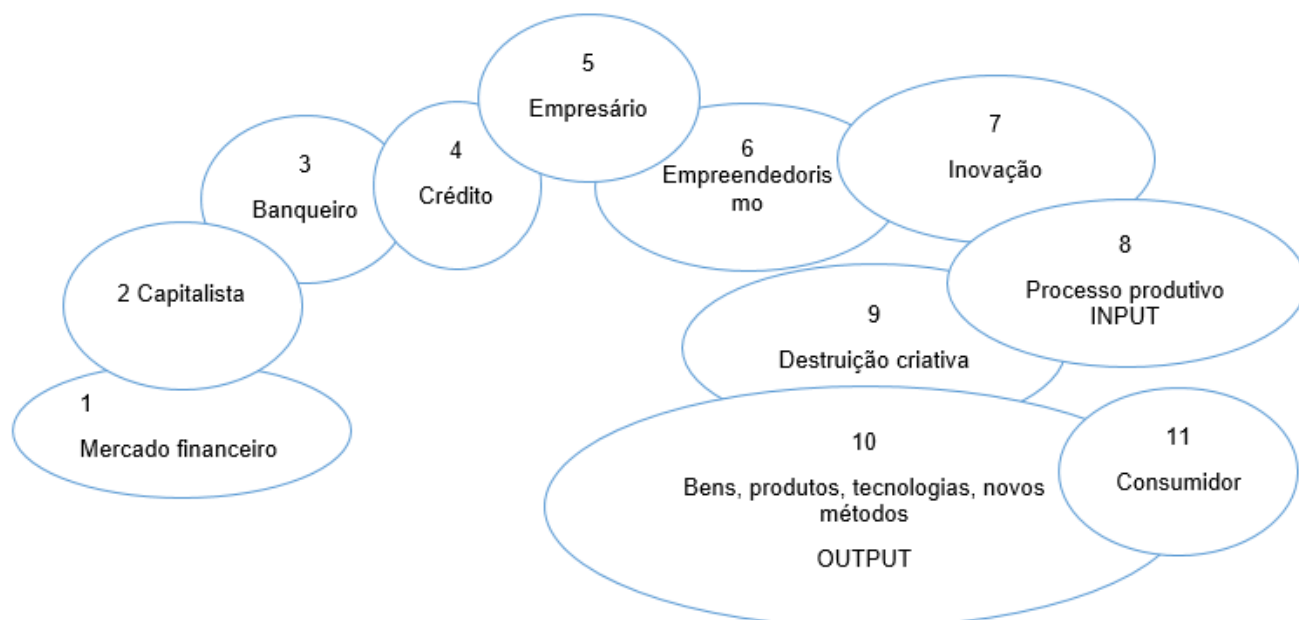 1
Mercado financeiro
2 Capitalista
3
Banqueiro
4
Crédito
5
Empresário
6
Empreendedoris
mo
7
Inovação
8
Processo produtivo
INPUT
9
Destruição criativa
10
Bens, produtos, tecnologias, novos
métodos
OUTPUT
11
Consumidor